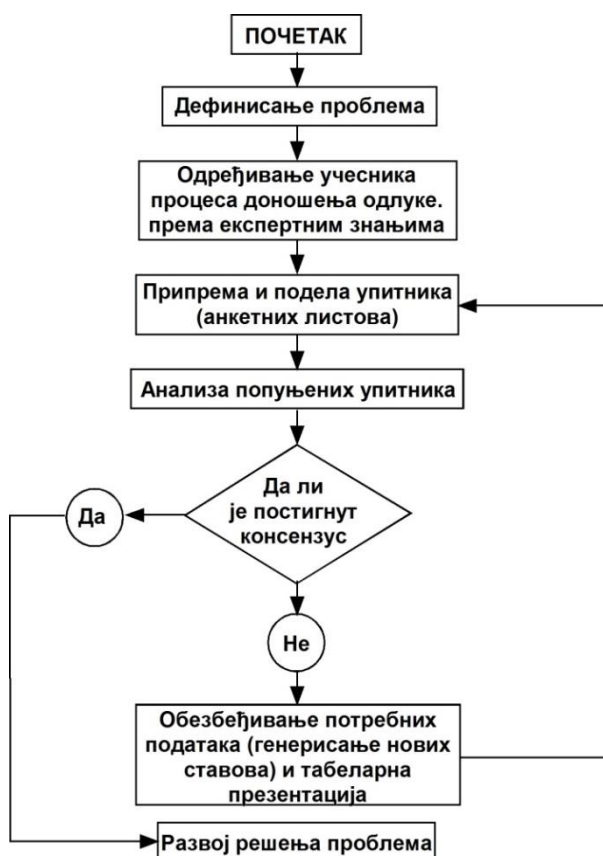 ПОЧЕТАК
Дефинисање проблема
Одређивање учесника
процеса доношења одлуке.
према експертним знањима
Припрема и подела упитника
(анкетних листова)
Анализа попуњених упитника
Да ли
је постигнут
консензус
Да
Не
Обезбеђивање потребних
података (генерисање нових
ставова) и табеларна
презентација
Развој решења проблема